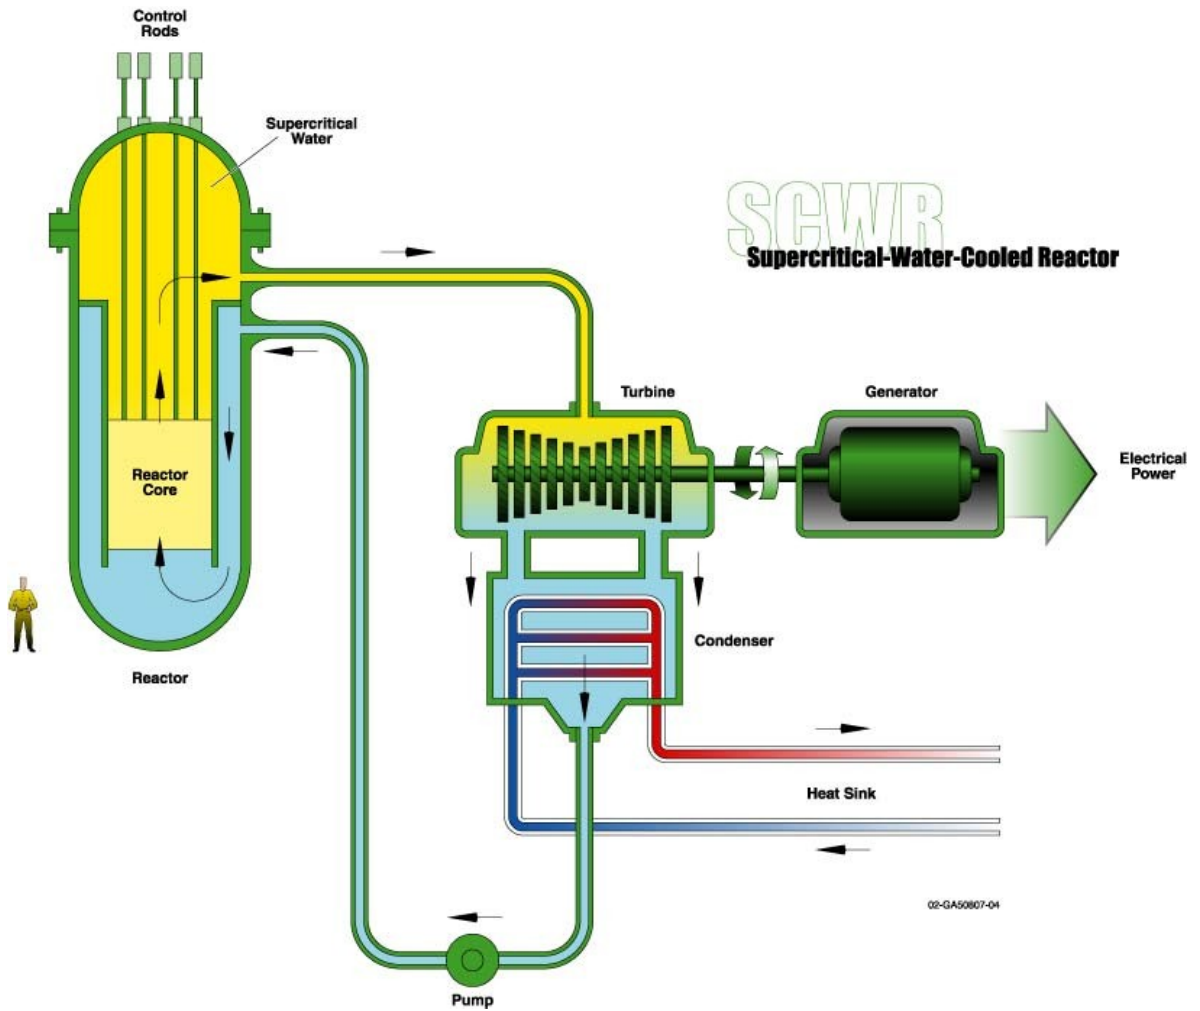 Control
Rods
Supercritical
Water
SCWR
Supercritical-Water-Cooled Reactor
Turbine
Generator
Electrical
Power
Reactor
Core
Condenser
Reactor
Heat Sink
02-GA50807-04
Pump